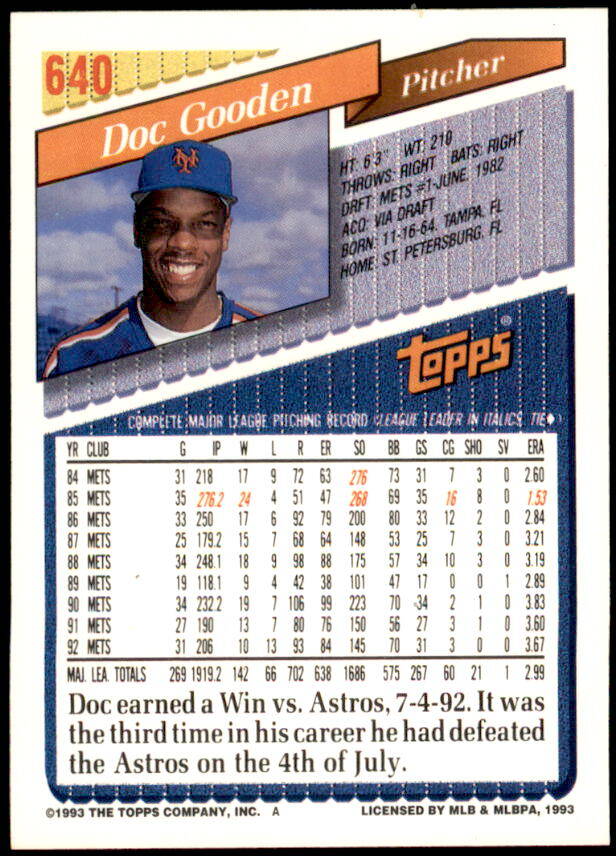 640
Doc Gooden
Pitcher
HT: 6'3" WT: 210
THROWS: RIGHT BATS: RIGHT
DRFT: METS #1-JUNE, 1982
ACQ: VIA DRAFT
BORN: 11-16-64, TAMPA, FL
HOME: ST. PETERSBURG, FL
TOPPS®
COMPLETE MAJOR LEAGUE PITCHING RECORD (LEAGUE LEADER IN ITALICS, TIE◆)
YR CLUB G IP W L R ER SO BB GS CG SHO SV ERA
84 METS 31 218 17 9 72 63 276 73 31 7 3 0 2.60
85 METS 35 276.2 24 4 51 47 268 69 35 16 8 0 1.53
86 METS 33 250 17 6 92 79 200 80 33 12 2 0 2.84
87 METS 25 179.2 15 7 68 64 148 53 25 7 3 0 3.21
88 METS 34 248.1 18 9 98 88 175 57 34 10 3 0 3.19
89 METS 19 118.1 9 4 42 38 101 47 17 0 0 1 2.89
90 METS 34 232.2 19 7 106 99 223 70 34 2 1 0 3.83
91 METS 27 190 13 7 80 76 150 56 27 3 1 0 3.60
92 METS 31 206 10 13 93 84 145 70 31 3 0 0 3.67
MAJ. LEA. TOTALS 269 1919.2 142 66 702 638 1686 575 267 60 21 1 2.99
Doc earned a Win vs. Astros, 7-4-92. It was
the third time in his career he had defeated
the Astros on the 4th of July.
©1993 THE TOPPS COMPANY, INC. A LICENSED BY MLB & MLBPA, 1993